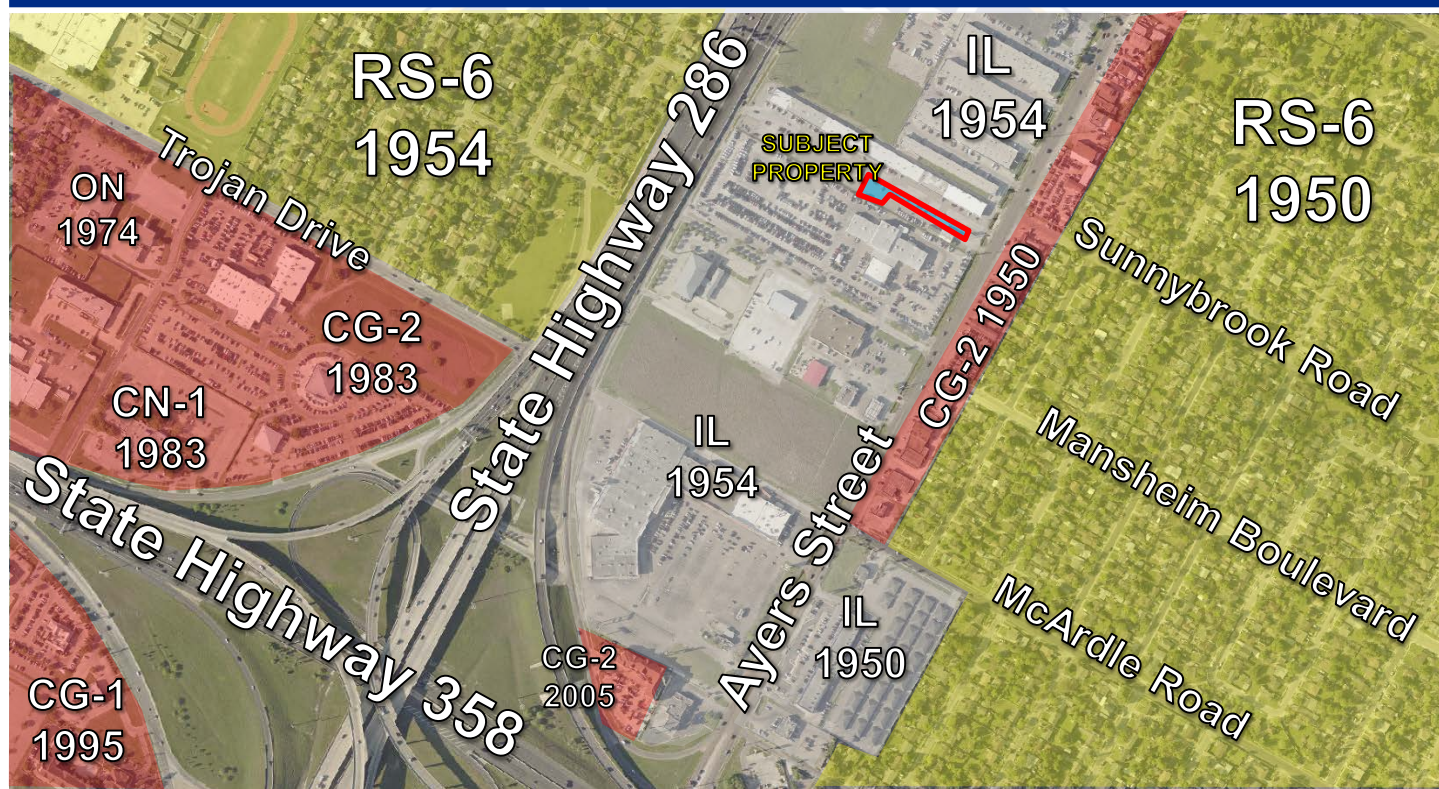 RS-6
1954
State Highway 286
IL
1954
RS-6
1950
SUBJECT
PROPERTY
Trojan Drive
ON
1974
CG-2
1983
CN-1
1983
CG-2 1950
Sunnybrook Road
Mansheim Boulevard
McArdle Road
IL
1954
Ayers Street
IL
1950
State Highway 358
CG-2
2005
CG-1
1995